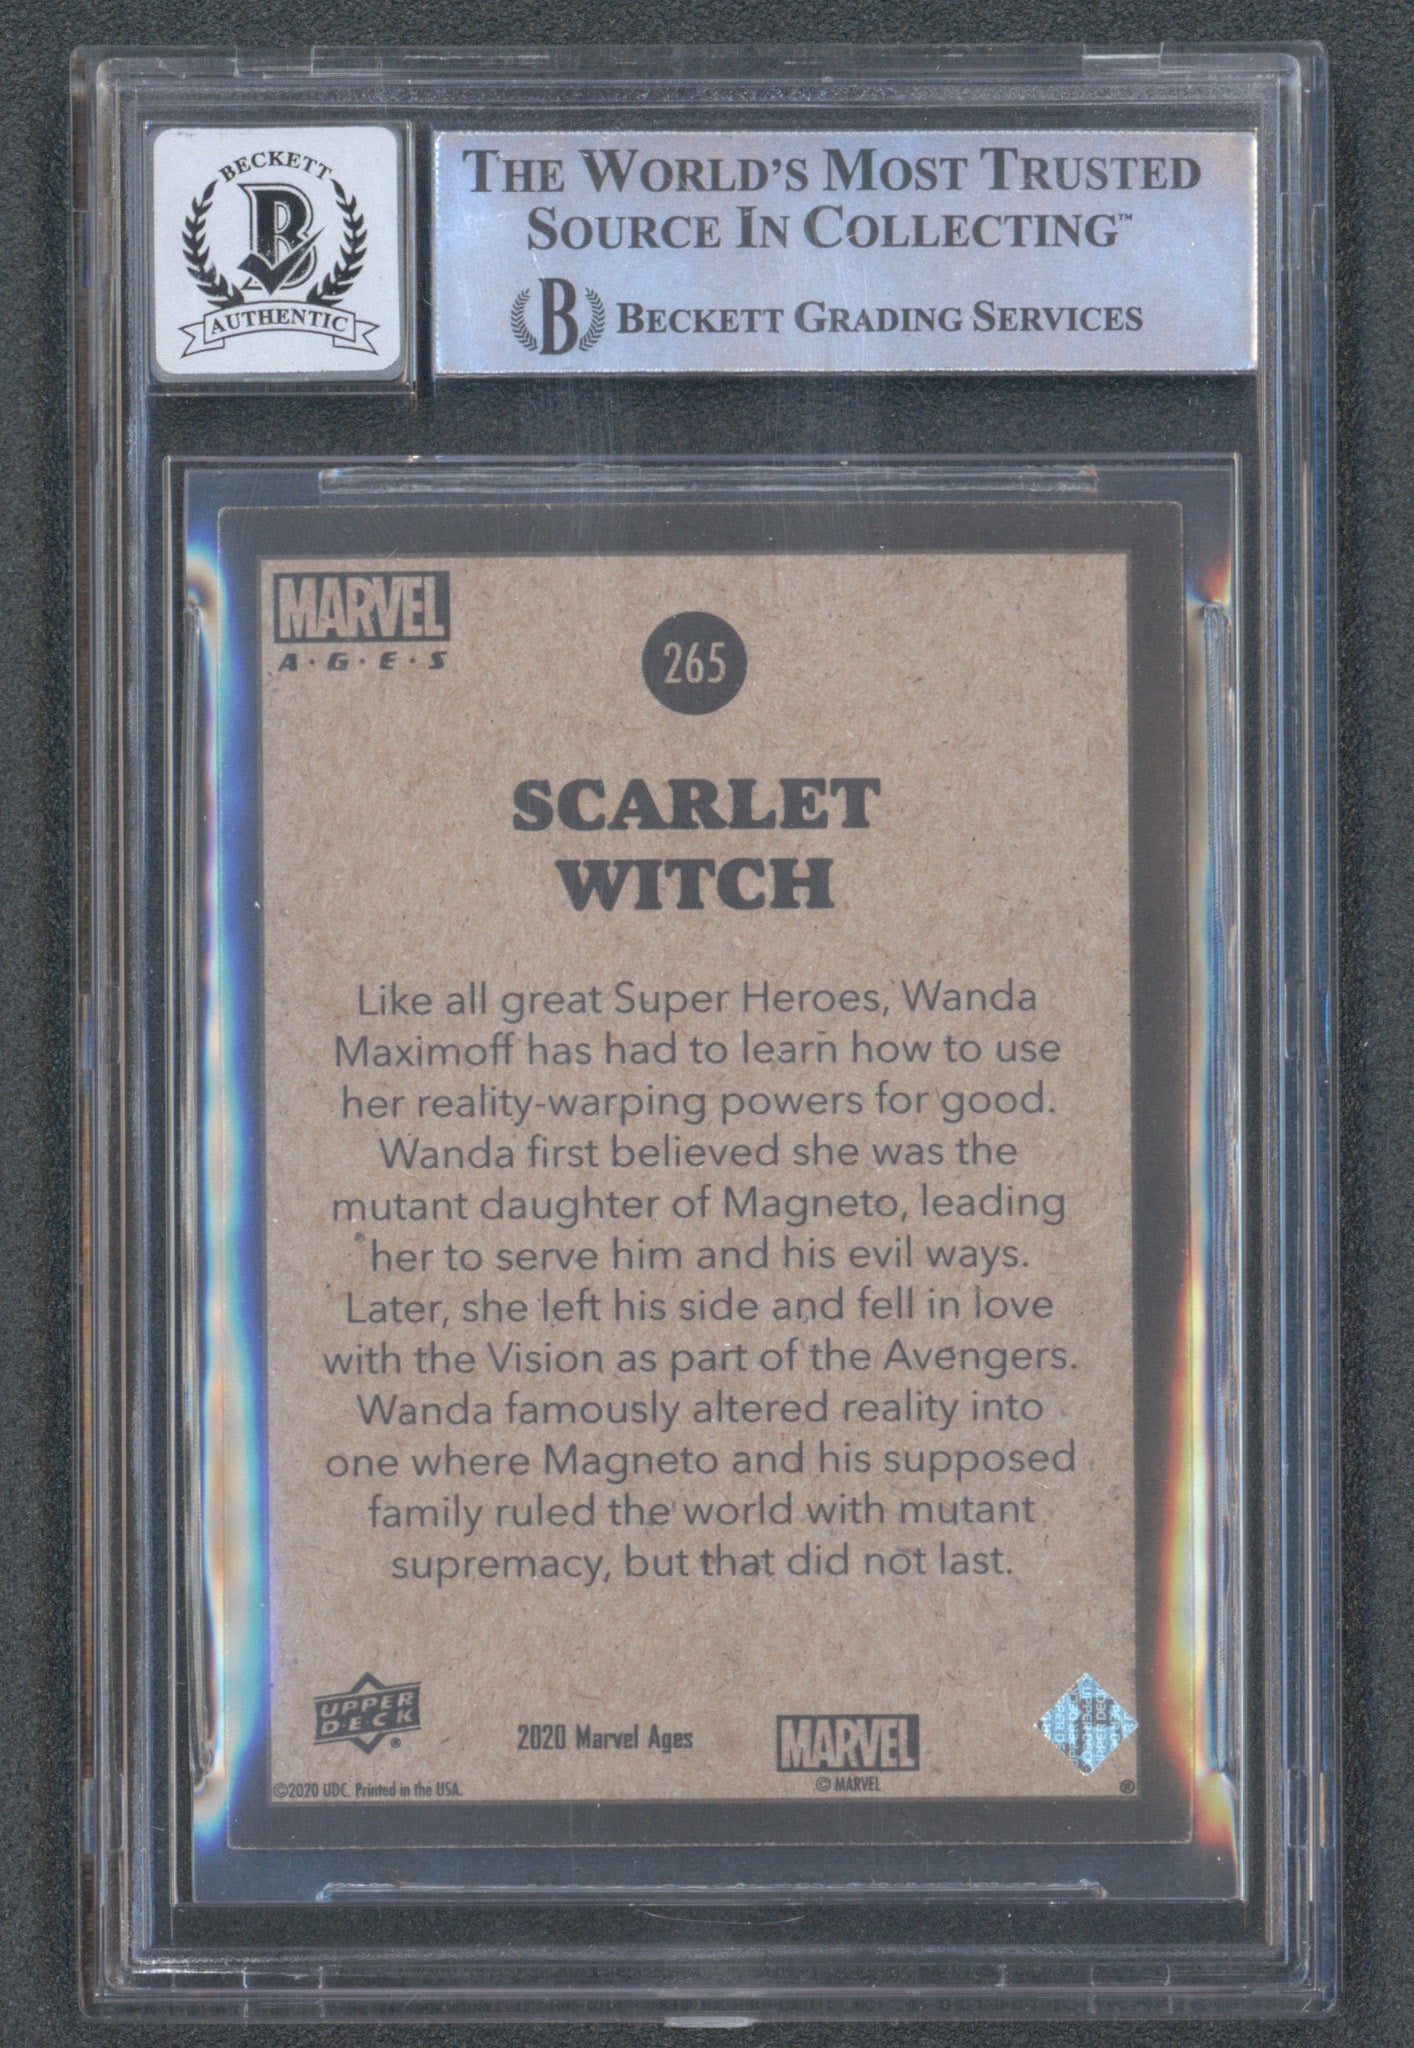 BECKETT
B
AUTHENTIC
THE WORLD'S MOST TRUSTED
SOURCE IN COLLECTING™
B BECKETT GRADING SERVICES
MARVEL
A·G·E·S
265
SCARLET
WITCH
Like all great Super Heroes, Wanda
Maximoff has had to learn how to use
her reality-warping powers for good.
Wanda first believed she was the
mutant daughter of Magneto, leading
her to serve him and his evil ways.
Later, she left his side and fell in love
with the Vision as part of the Avengers.
Wanda famously altered reality into
one where Magneto and his supposed
family ruled the world with mutant
supremacy, but that did not last.
UPPER
D·E·C·K®
2020 Marvel Ages
MARVEL
© MARVEL
©2020 UDC. Printed in the USA.
UPPER DECK
®